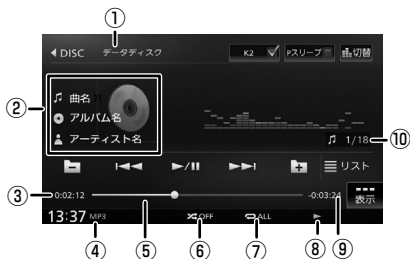 ①
DISC データディスク K2 Pスリープ 切替
② 曲名
アルバム名
アーティスト名
1/18 ⑩
リスト
③ 0:02:12 -0:03:24 表示
13:37 MP3 OFF ALL
④ ⑤ ⑥ ⑦ ⑧ ⑨